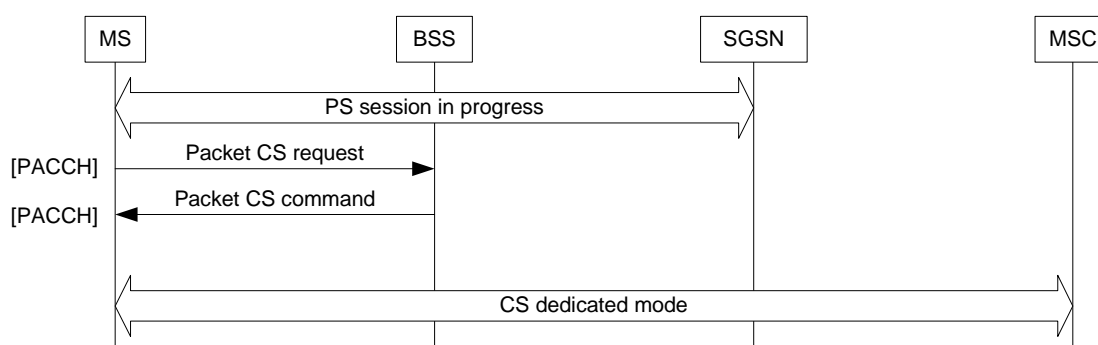 MS
BSS
SGSN
MSC
PS session in progress
[PACCH]
Packet CS request
[PACCH]
Packet CS command
CS dedicated mode